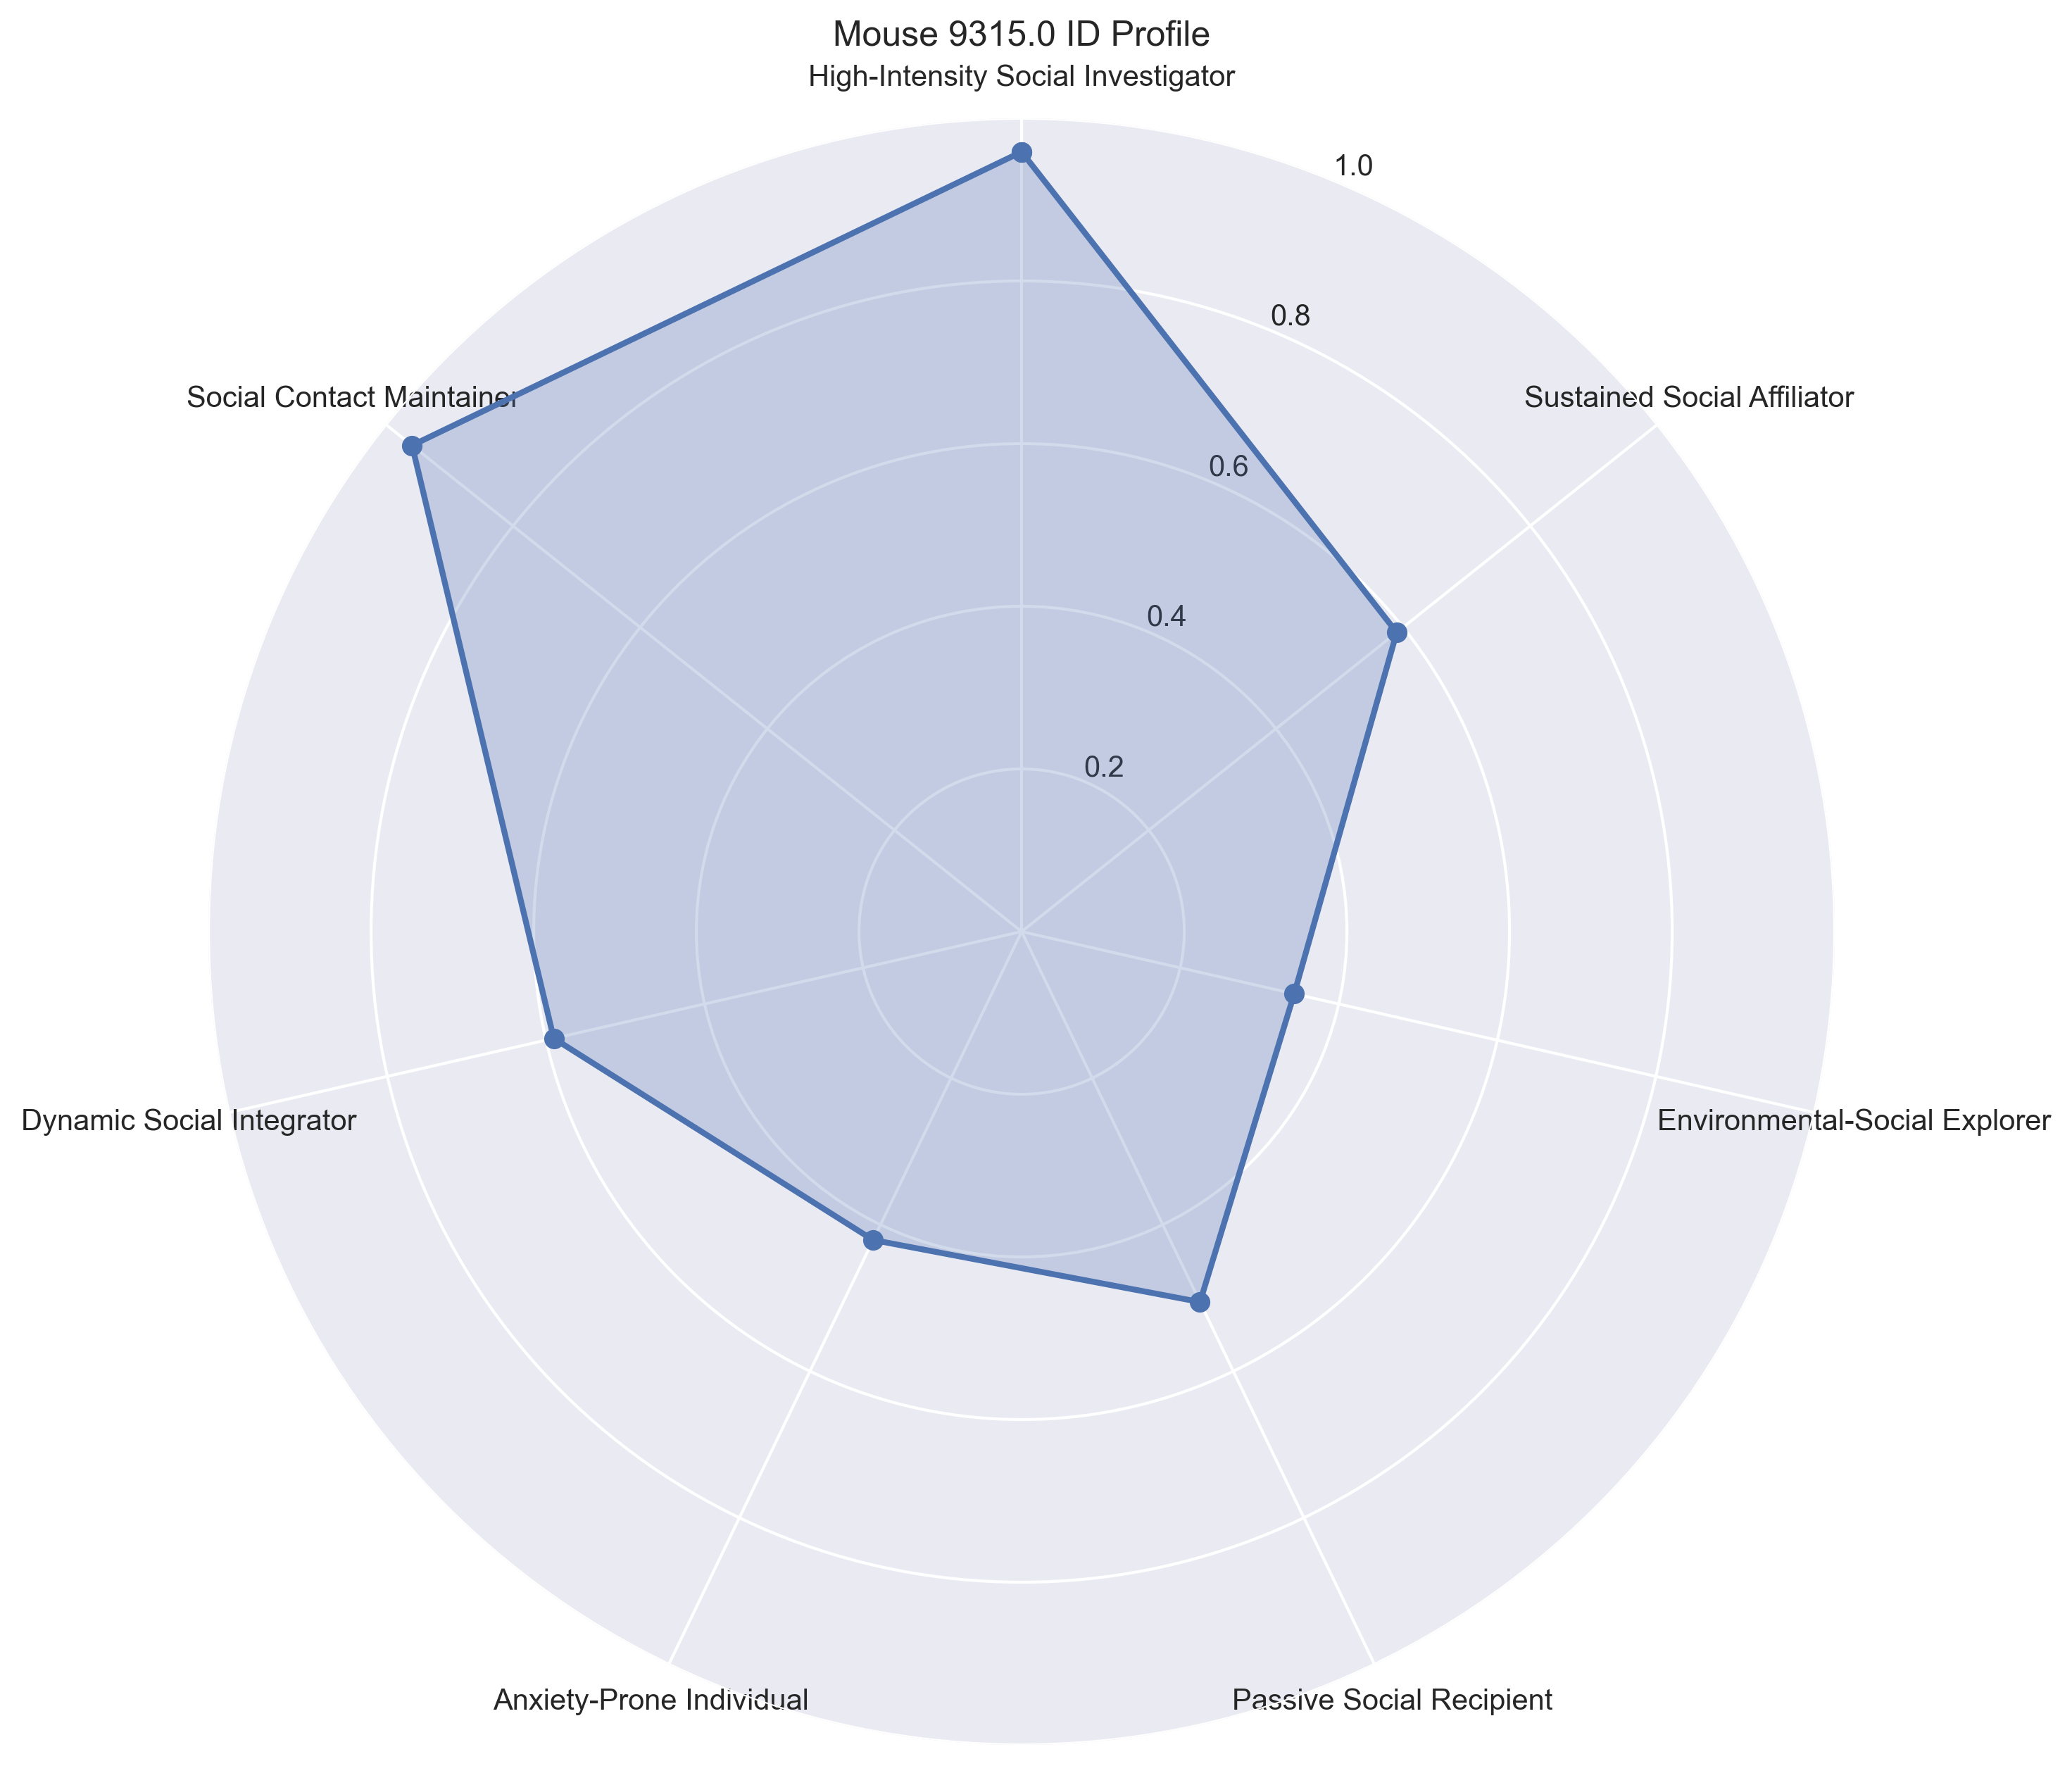 Mouse 9315.0 ID Profile
High-Intensity Social Investigator
1.0
0.8
Social Contact Maintainer
Sustained Social Affiliator
0.6
0.4
0.2
Dynamic Social Integrator
Environmental-Social Explorer
Anxiety-Prone Individual
Passive Social Recipient